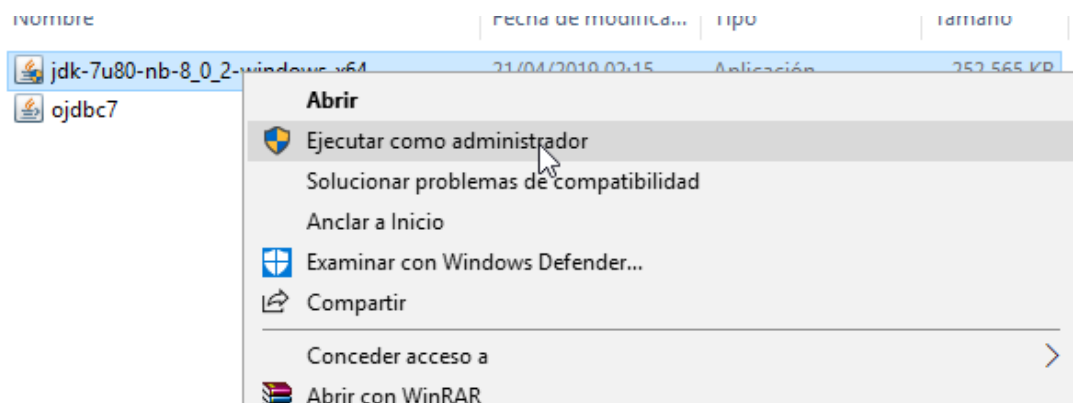 Nombre Fecha de modifica... Tipo Tamaño
jdk-7u80-nb-8_0_2-windows-x64 21/04/2019 02:15 Aplicación 252.565 KB
Abrir
ojdbc7
Ejecutar como administrador
Solucionar problemas de compatibilidad
Anclar a Inicio
Examinar con Windows Defender...
Compartir
Conceder acceso a
Abrir con WinRAR